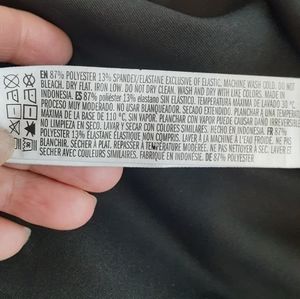 EN 87% POLYESTER 13% SPANDEX/ELASTANE EXCLUSIVE OF ELASTIC. MACHINE WASH COLD. DO NOT
BLEACH. DRY FLAT. IRON LOW. DO NOT DRY CLEAN. WASH AND DRY WITH LIKE COLORS. MADE IN
INDONESIA. ES 87% poliéster 13% elastano SIN ELÁSTICO. TEMPERATURA MÁXIMA DE LAVADO 30 °C
PROCESO MUY MODERADO. NO USAR BLANQUEADOR. SECADO EN PLANO. PLANCHAR A UNA TEMPERATURA
MÁXIMA DE LA BASE DE 110 °C, SIN VAPOR. PLANCHAR CON VAPOR PUEDE CAUSAR DAÑO IRREVERSIBLE
NO LIMPIEZA EN SECO. LAVAR Y SECAR CON COLORES SIMILARES. HECHO EN INDONESIA. FR 87%
POLYESTER 13% ÉLASTANNE ÉLASTIQUE NON COMPRIS. LAVER À LA MACHINE À L'EAU FROIDE. NE PAS
BLANCHIR. SÉCHER À PLAT. REPASSER À TEMPÉRATURE MODÉRÉE. NE PAS NETTOYER À SEC. LAVER ET
SÉCHER AVEC COULEURS SIMILAIRES. FABRIQUÉ EN INDONÉSIE. DE 87% POLYESTER